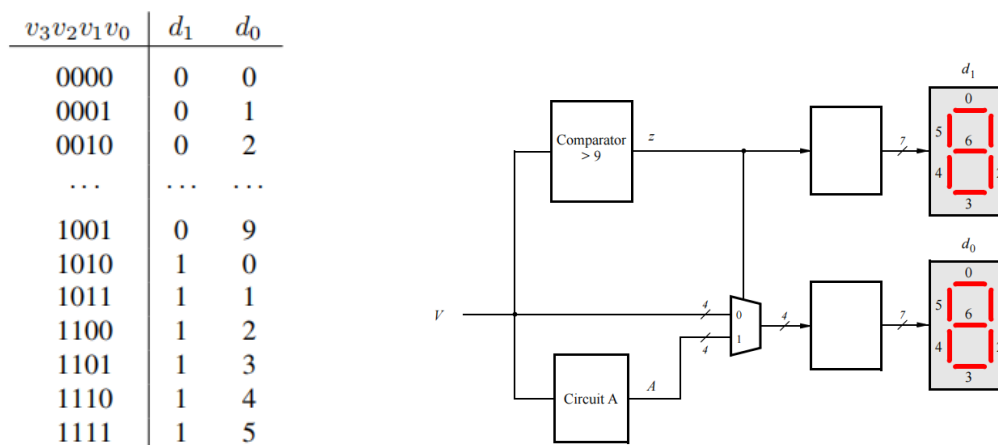 v₃v₂v₁v₀ d₁ d₀
0000 0 0
0001 0 1
0010 0 2
... ... ...
1001 0 9
1010 1 0
1011 1 1
1100 1 2
1101 1 3
1110 1 4
1111 1 5
d₁
0
5
6
4
3
7
Comparator
> 9
z
d₀
0
5
6
4
3
7
V
4
0
1
4
4
Circuit A
A